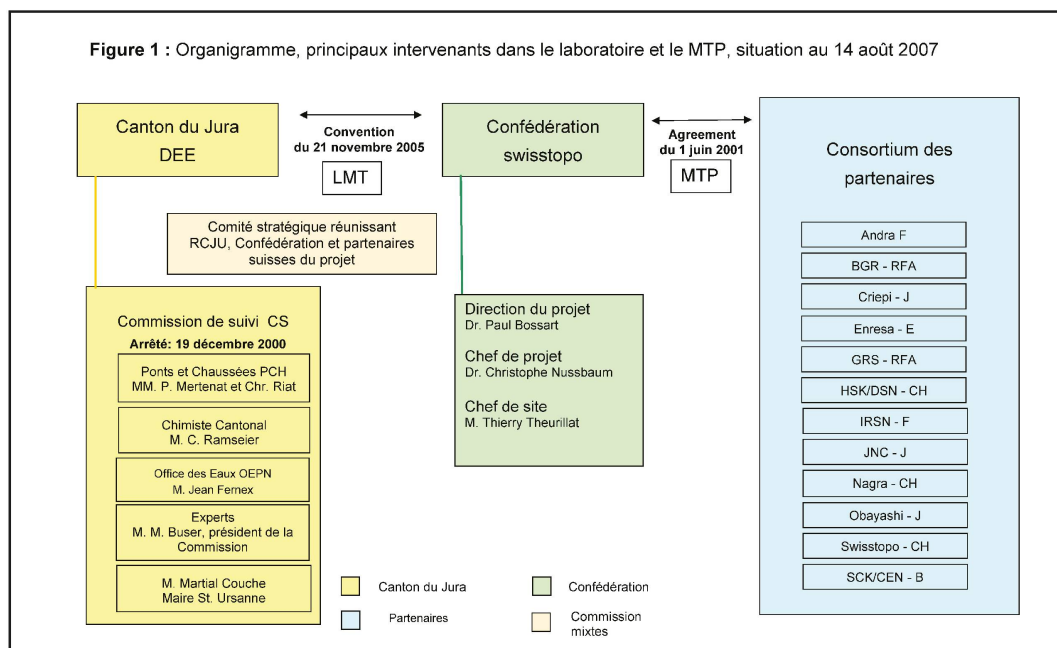 Figure 1 : Organigramme, principaux intervenants dans le laboratoire et le MTP, situation au 14 août 2007
Canton du Jura
DEE
Convention
du 21 novembre 2005
LMT
Confédération
swisstopo
Agreement
du 1 juin 2001
MTP
Consortium des
partenaires
Comité stratégique réunissant
RCJU, Confédération et partenaires
suisses du projet
Commission de suivi CS
Arrêté: 19 décembre 2000
Ponts et Chaussées PCH
MM. P. Mertenat et Chr. Riat
Chimiste Cantonal
M. C. Ramseier
Office des Eaux OEPN
M. Jean Fernex
Experts
M. M. Buser, président de la
Commission
M. Martial Couche
Maire St. Ursanne
Direction du projet
Dr. Paul Bossart
Chef de projet
Dr. Christophe Nussbaum
Chef de site
M. Thierry Theurillat
Andra F
BGR - RFA
Criepi - J
Enresa - E
GRS - RFA
HSK/DSN - CH
IRSN - F
JNC - J
Nagra - CH
Obayashi - J
Swisstopo - CH
SCK/CEN - B
Canton du Jura
Confédération
Partenaires
Commission
mixtes